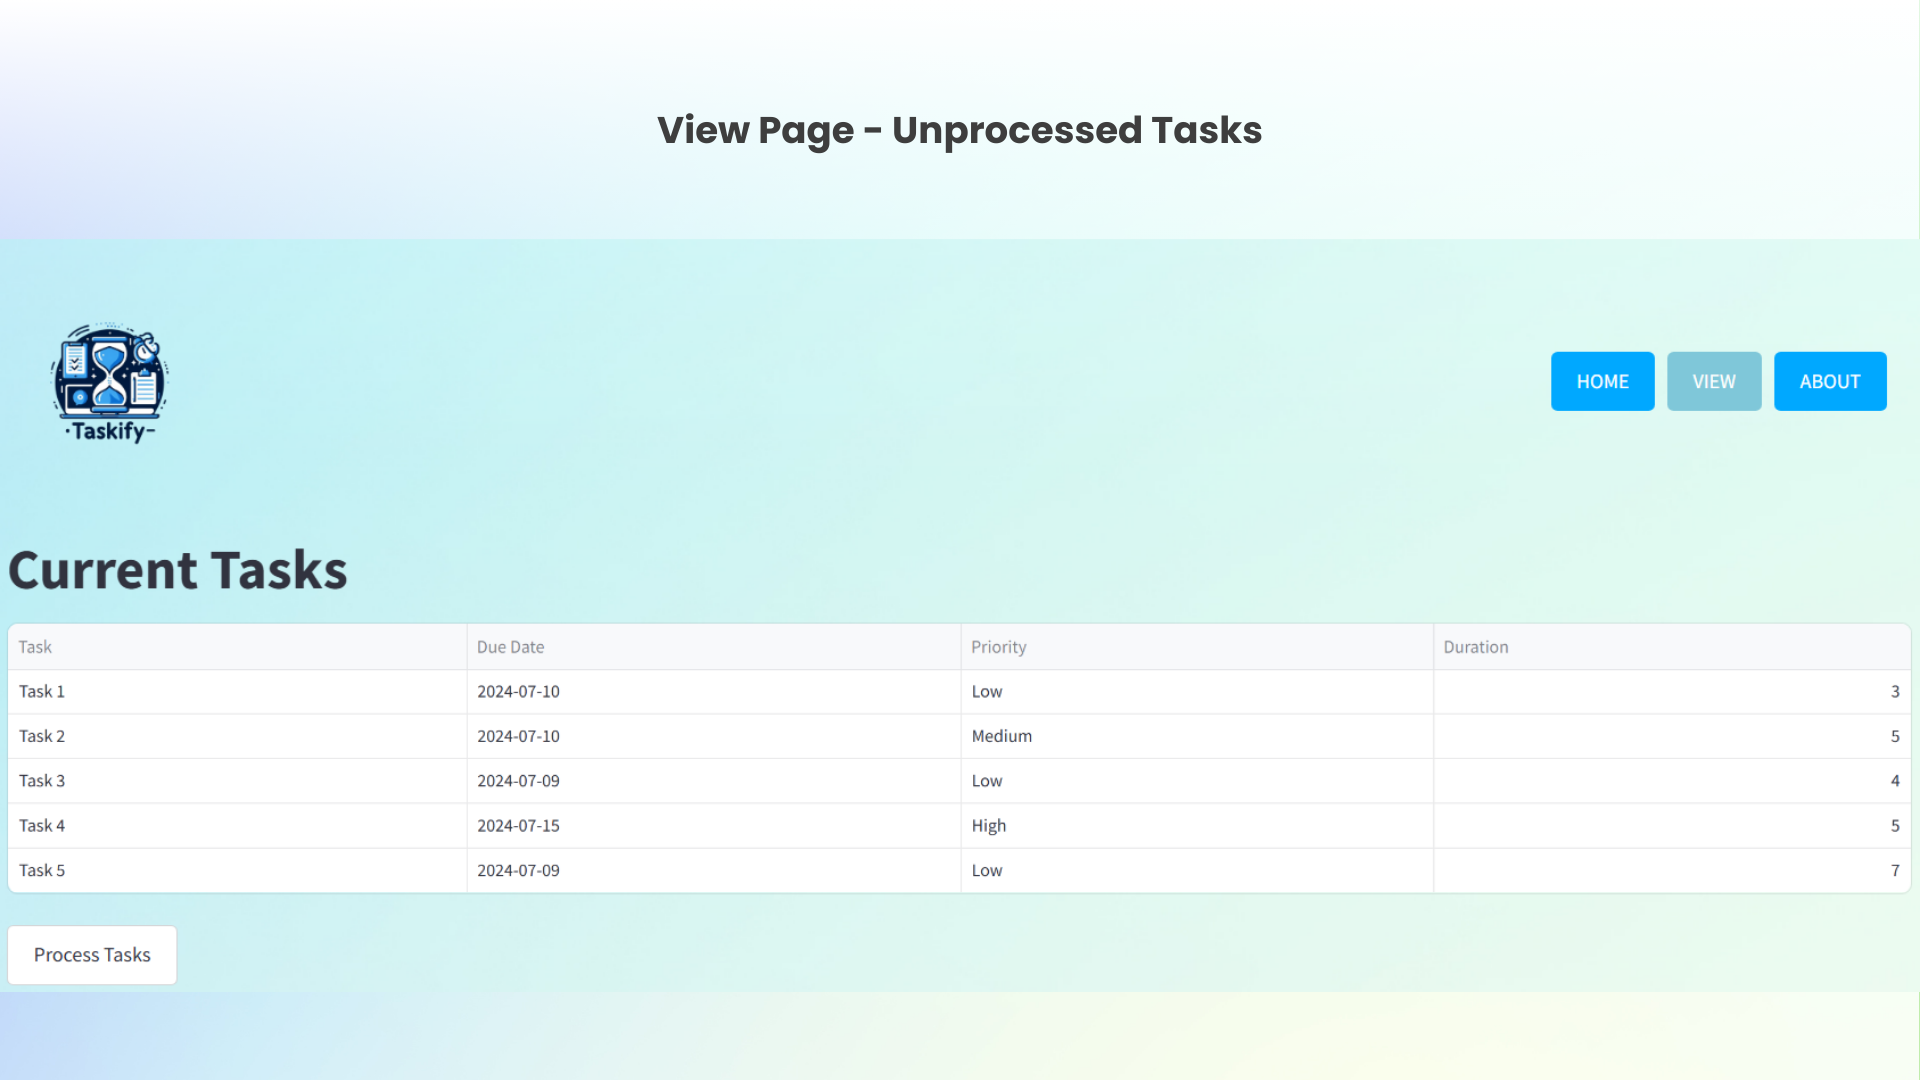 View Page - Unprocessed Tasks
·Taskify-
HOME VIEW ABOUT
Current Tasks
Task Due Date Priority Duration
Task 1 2024-07-10 Low 3
Task 2 2024-07-10 Medium 5
Task 3 2024-07-09 Low 4
Task 4 2024-07-15 High 5
Task 5 2024-07-09 Low 7
Process Tasks